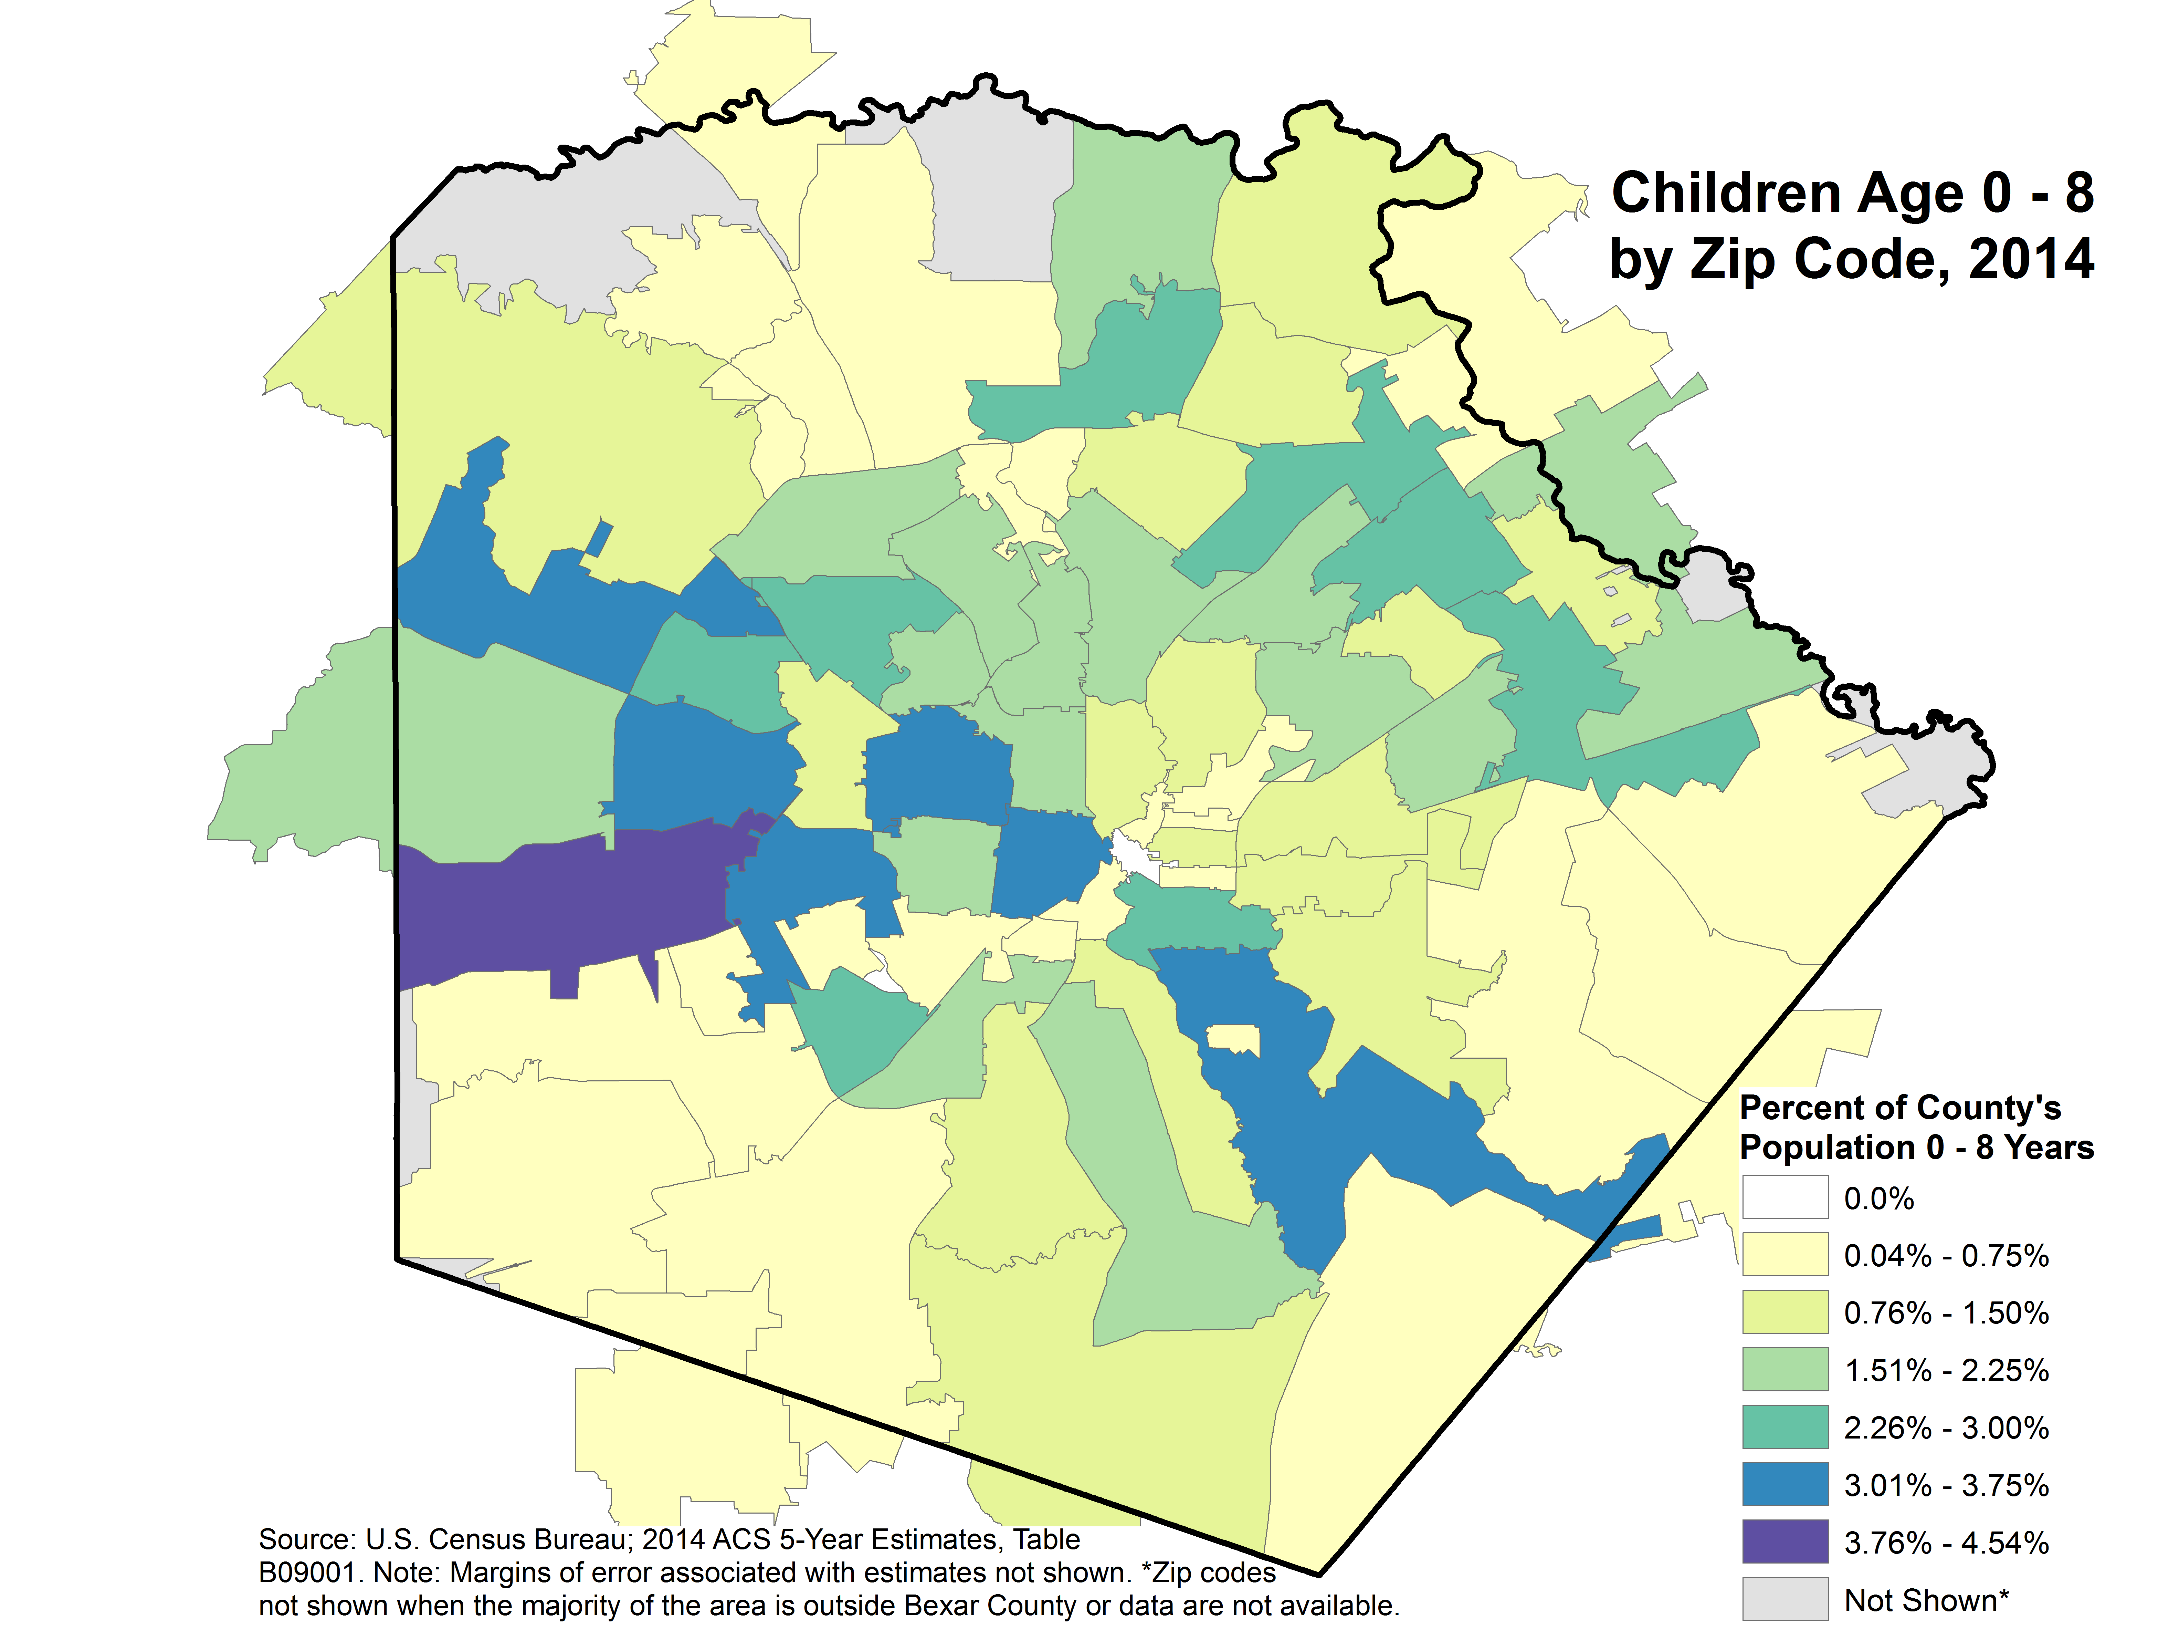 Children Age 0 - 8
by Zip Code, 2014
Percent of County's
Population 0 - 8 Years
0.0%
0.04% - 0.75%
0.76% - 1.50%
1.51% - 2.25%
2.26% - 3.00%
3.01% - 3.75%
3.76% - 4.54%
Not Shown*
Source: U.S. Census Bureau; 2014 ACS 5-Year Estimates, Table
B09001. Note: Margins of error associated with estimates not shown. *Zip codes
not shown when the majority of the area is outside Bexar County or data are not available.